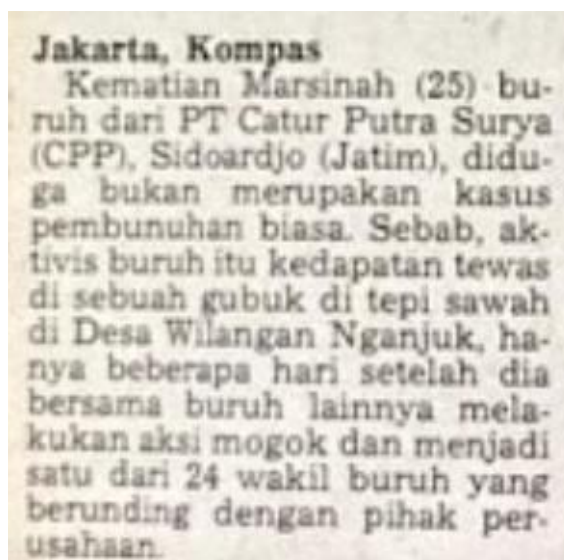 Jakarta, Kompas
Kematian Marsinah (25) bu-
ruh dari PT Catur Putra Surya
(CPP), Sidoardjo (Jatim), didu-
ga bukan merupakan kasus
pembunuhan biasa. Sebab, ak-
tivis buruh itu kedapatan tewas
di sebuah gubuk di tepi sawah
di Desa Wilangan Nganjuk, ha-
nya beberapa hari setelah dia
bersama buruh lainnya mela-
kukan aksi mogok dan menjadi
satu dari 24 wakil buruh yang
berunding dengan pihak per-
usahaan.